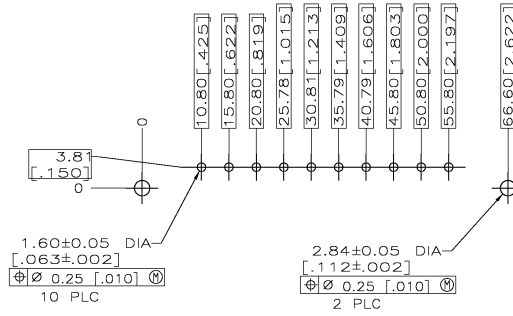 10.80[.425]
15.80[.622]
20.80[.819]
25.78[1.015]
30.81[1.213]
35.79[1.409]
40.79[1.606]
45.80[1.803]
50.80[2.000]
55.80[2.197]
66.60[2.622]
0
3.81
[.150]
0
1.60±0.05 DIA
[.063±.002]
⌖ Ø 0.25 [.010] Ⓜ
10 PLC
2.84±0.05 DIA
[.112±.002]
⌖ Ø 0.25 [.010] Ⓜ
2 PLC